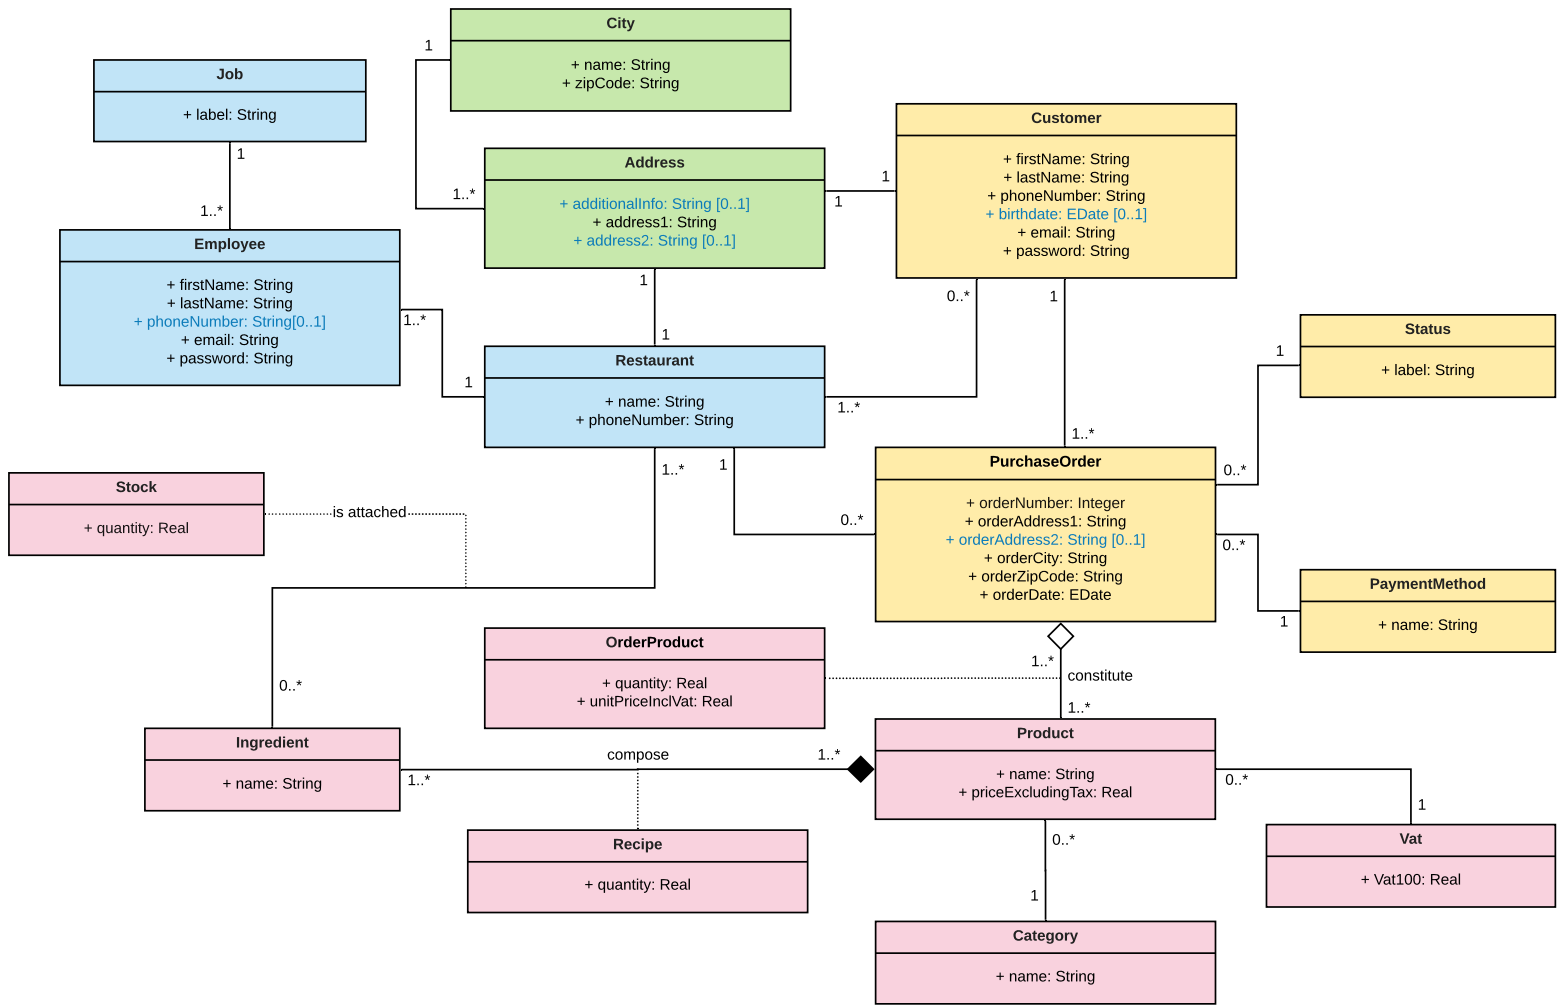 City
+ name: String
+ zipCode: String
1
Job
+ label: String
1
1..*
Address
+ additionalInfo: String [0..1]
+ address1: String
+ address2: String [0..1]
1..*
1
1
Customer
+ firstName: String
+ lastName: String
+ phoneNumber: String
+ birthdate: EDate [0..1]
+ email: String
+ password: String
Employee
+ firstName: String
+ lastName: String
+ phoneNumber: String[0..1]
+ email: String
+ password: String
1..*
1
1
1
0..*
1
Restaurant
+ name: String
+ phoneNumber: String
1..*
1..*
1
Status
+ label: String
1
0..*
Stock
+ quantity: Real
is attached
1..*
1
0..*
PurchaseOrder
+ orderNumber: Integer
+ orderAddress1: String
+ orderAddress2: String [0..1]
+ orderCity: String
+ orderZipCode: String
+ orderDate: EDate
0..*
1
PaymentMethod
+ name: String
OrderProduct
+ quantity: Real
+ unitPriceInclVat: Real
1..*
constitute
1..*
0..*
Ingredient
+ name: String
1..*
compose
1..*
Product
+ name: String
+ priceExcludingTax: Real
0..*
1
Vat
+ Vat100: Real
Recipe
+ quantity: Real
0..*
1
Category
+ name: String